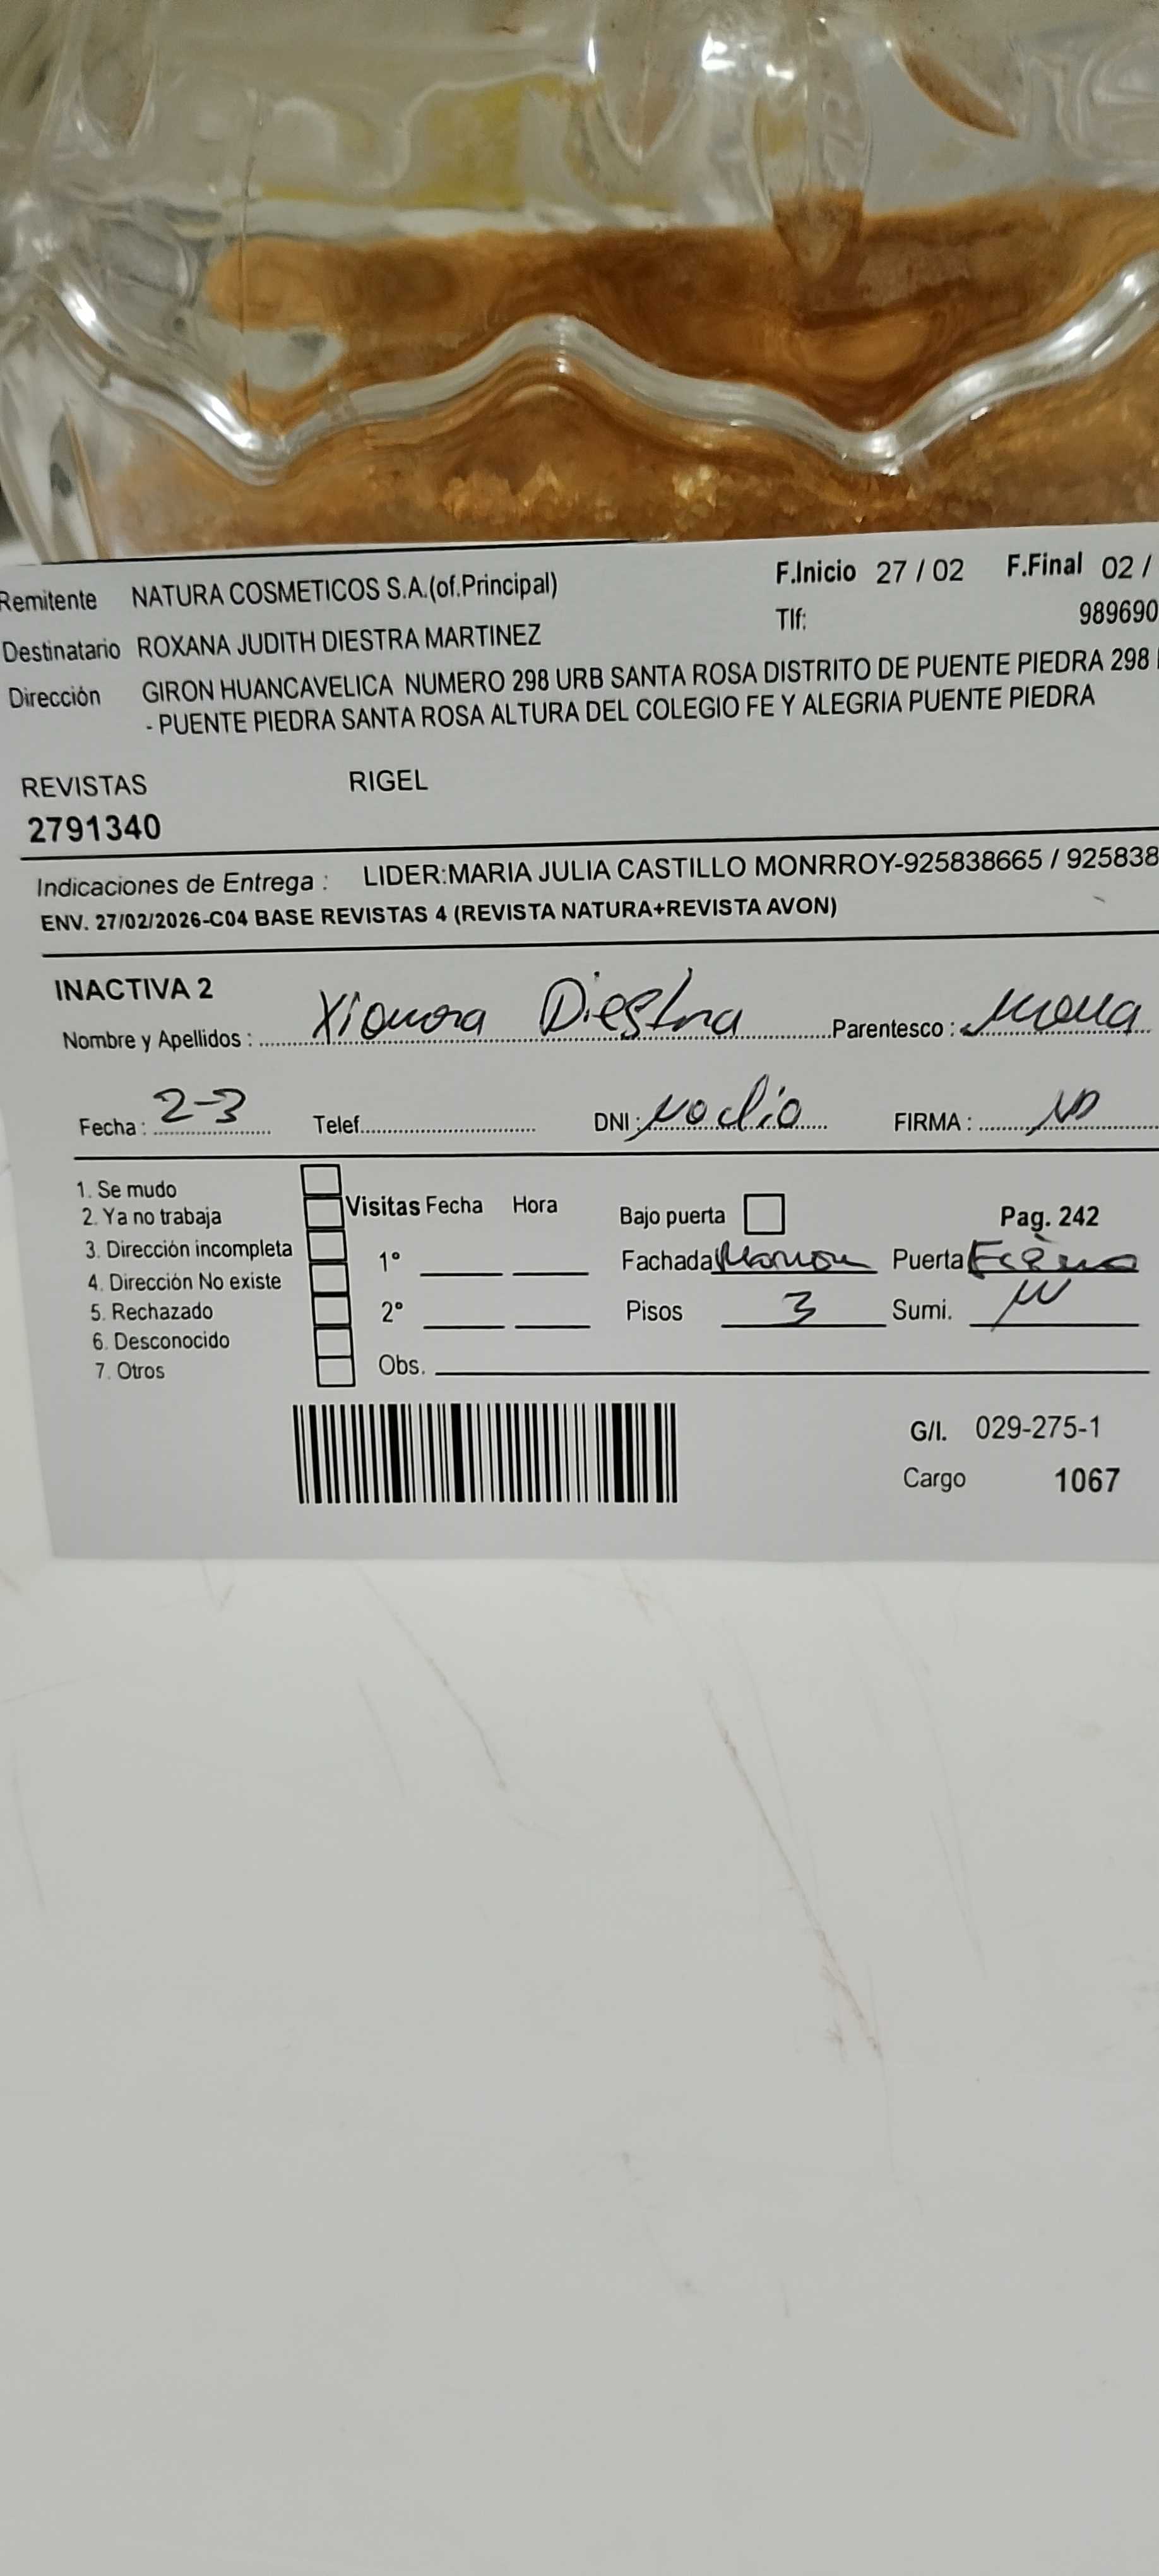 Remitente NATURA COSMETICOS S.A.(of.Principal) F.Inicio 27 / 02 F.Final 02 /
Tlf: 989690
Destinatario ROXANA JUDITH DIESTRA MARTINEZ
Dirección GIRON HUANCAVELICA NUMERO 298 URB SANTA ROSA DISTRITO DE PUENTE PIEDRA 298
- PUENTE PIEDRA SANTA ROSA ALTURA DEL COLEGIO FE Y ALEGRIA PUENTE PIEDRA
REVISTAS RIGEL
2791340
Indicaciones de Entrega : LIDER:MARIA JULIA CASTILLO MONRROY-925838665 / 925838
ENV. 27/02/2026-C04 BASE REVISTAS 4 (REVISTA NATURA+REVISTA AVON)
INACTIVA 2
Nombre y Apellidos : Xiomora Diestra Parentesco :
Fecha : 2-3 Telef. DNI : no dio FIRMA :
1. Se mudo
2. Ya no trabaja
3. Dirección incompleta
4. Dirección No existe
5. Rechazado
6. Desconocido
7. Otros
Visitas Fecha Hora
1°
2°
Obs.
Bajo puerta Pag. 242
Fachada Puerta
Pisos 3 Sumi.
G/I. 029-275-1
Cargo 1067